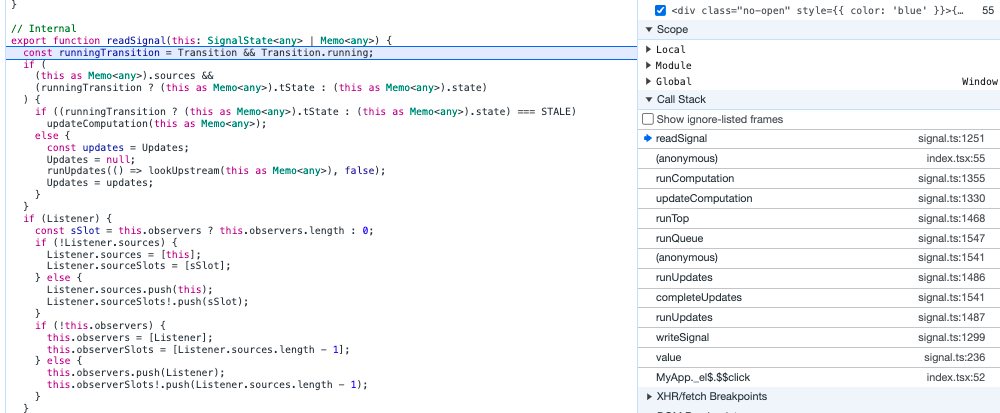 }
// Internal
export function readSignal(this: SignalState<any> | Memo<any>) {
  const runningTransition = Transition && Transition.running;
  if (
    (this as Memo<any>).sources &&
    (runningTransition ? (this as Memo<any>).tState : (this as Memo<any>).state)
  ) {
    if ((runningTransition ? (this as Memo<any>).tState : (this as Memo<any>).state) === STALE)
      updateComputation(this as Memo<any>);
    else {
      const updates = Updates;
      Updates = null;
      runUpdates(() => lookUpstream(this as Memo<any>), false);
      Updates = updates;
    }
  }
  if (Listener) {
    const sSlot = this.observers ? this.observers.length : 0;
    if (!Listener.sources) {
      Listener.sources = [this];
      Listener.sourceSlots = [sSlot];
    } else {
      Listener.sources.push(this);
      Listener.sourceSlots!.push(sSlot);
    }
    if (!this.observers) {
      this.observers = [Listener];
      this.observerSlots = [Listener.sources.length - 1];
    } else {
      this.observers.push(Listener);
      this.observerSlots!.push(Listener.sources.length - 1);
    }
  }
<div class="no-open" style={{ color: 'blue' }}>{… 55
Scope
Local
Module
Global Window
Call Stack
Show ignore-listed frames
readSignal signal.ts:1251
(anonymous) index.tsx:55
runComputation signal.ts:1355
updateComputation signal.ts:1330
runTop signal.ts:1468
runQueue signal.ts:1547
(anonymous) signal.ts:1541
runUpdates signal.ts:1486
completeUpdates signal.ts:1541
runUpdates signal.ts:1487
writeSignal signal.ts:1299
value signal.ts:236
MyApp._el$.$$click index.tsx:52
XHR/fetch Breakpoints